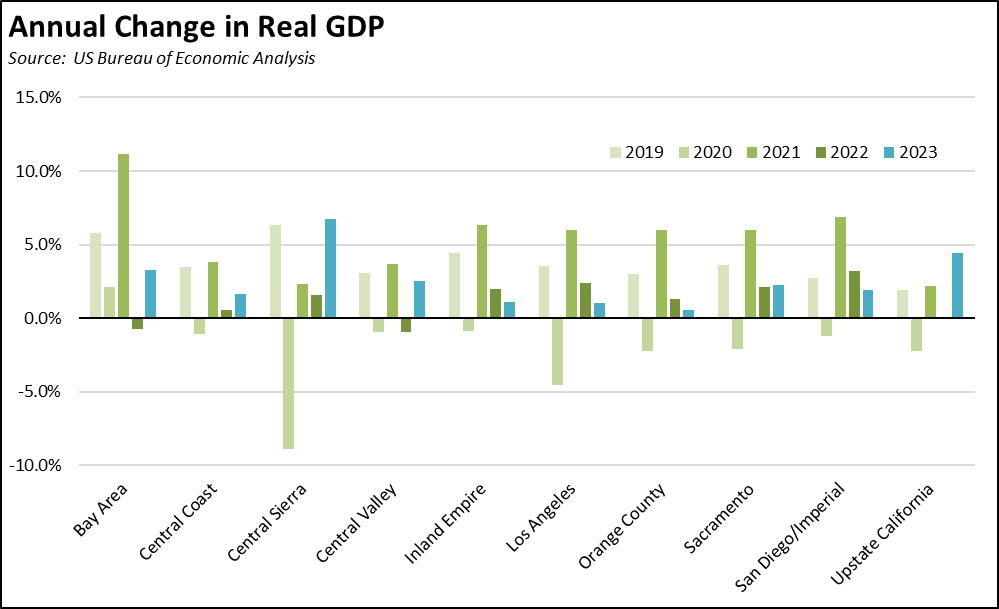 Annual Change in Real GDP
Source:  US Bureau of Economic Analysis
15.0%
2019 2020 2021 2022 2023
10.0%
5.0%
0.0%
-5.0%
-10.0%
Bay Area
Central Coast
Central Sierra
Central Valley
Inland Empire
Los Angeles
Orange County
Sacramento
San Diego/Imperial
Upstate California